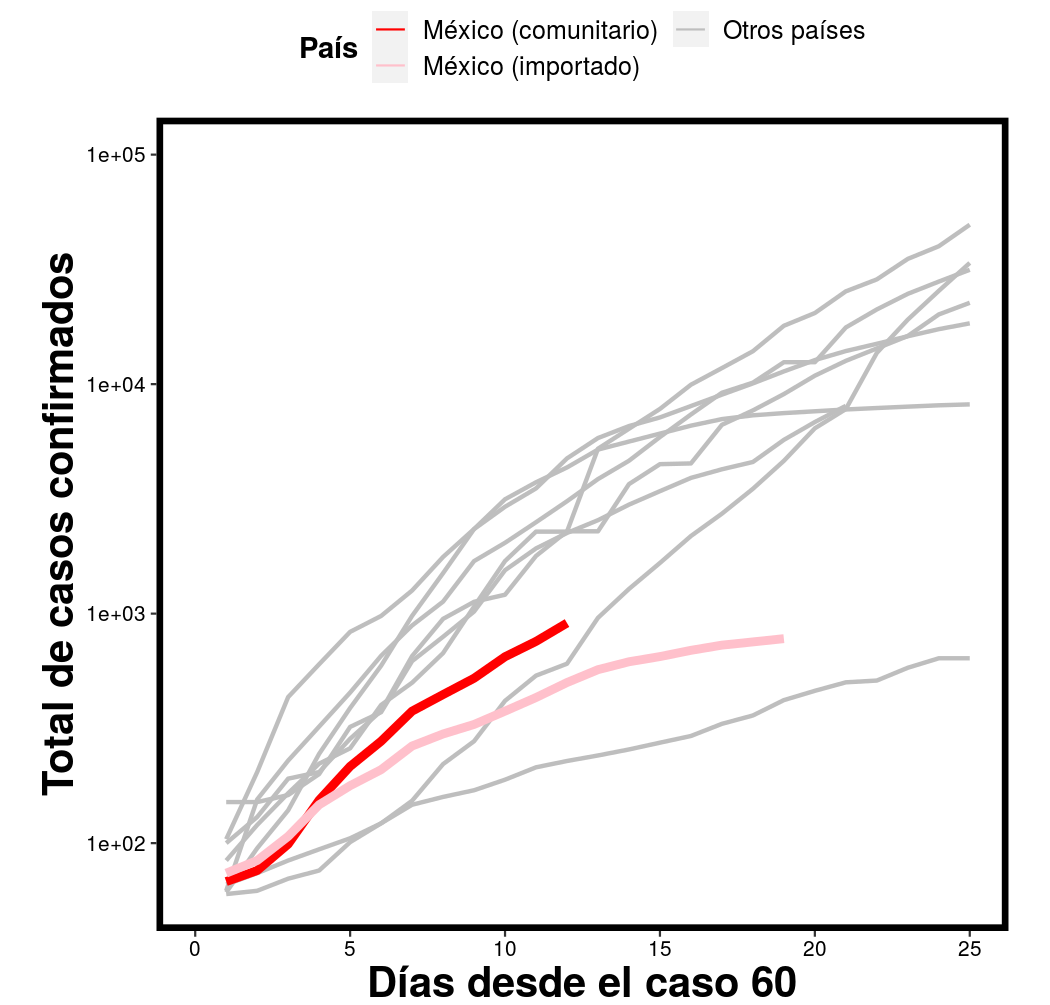 País
México (comunitario)
Otros países
México (importado)
Total de casos confirmados
1e+05
1e+04
1e+03
1e+02
0 5 10 15 20 25
Días desde el caso 60